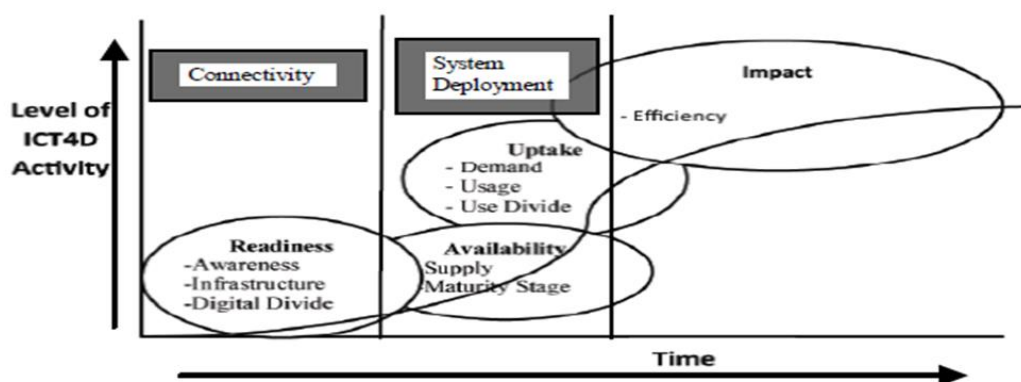 Connectivity
System
Deployment
Impact
Level of
ICT4D
Activity
- Efficiency
Uptake
- Demand
- Usage
- Use Divide
Readiness
-Awareness
-Infrastructure
-Digital Divide
Availability
Supply
-Maturity Stage
Time